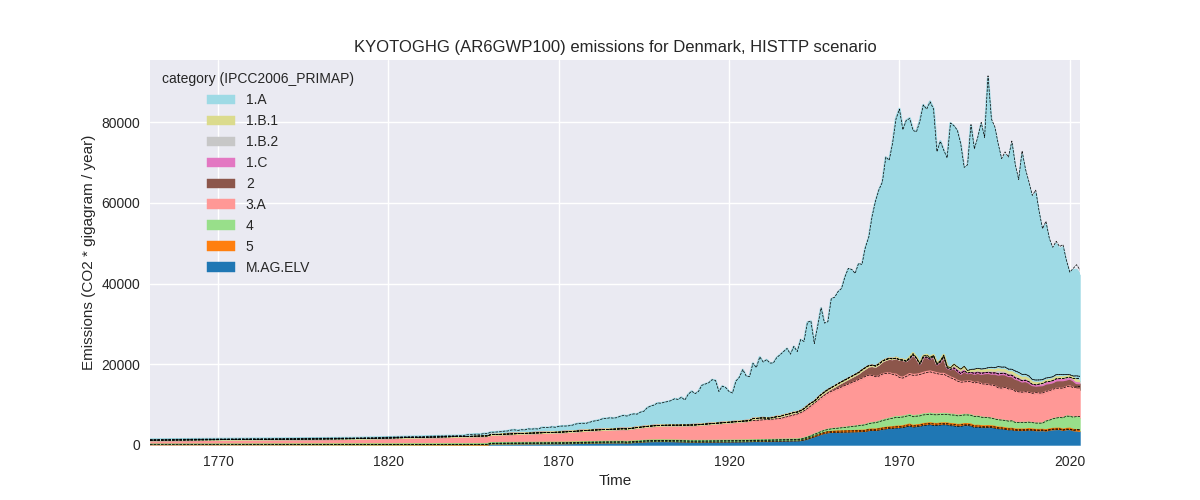 KYOTOGHG (AR6GWP100) emissions for Denmark, HISTTP scenario
category (IPCC2006_PRIMAP)
1.A
1.B.1
1.B.2
1.C
2
3.A
4
5
M.AG.ELV
Emissions (CO2 * gigagram / year)
80000
60000
40000
20000
0
1770
1820
1870
1920
1970
2020
Time